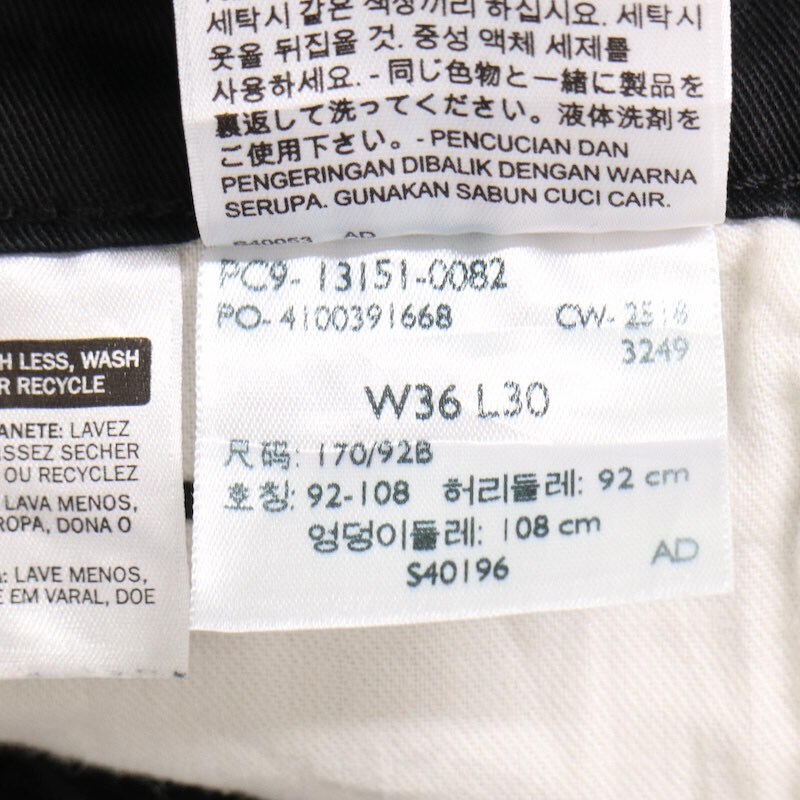 세탁시 같은 색상끼리 하십시요. 세탁시
옷을 뒤집을 것. 중성 액체 세제를
사용하세요. - 同じ色物と一緒に製品を
裏返して洗ってください。液体洗剤を
ご使用下さい。- PENCUCIAN DAN
PENGERINGAN DIBALIK DENGAN WARNA
SERUPA. GUNAKAN SABUN CUCI CAIR.
S40053 AD
PC9-13151-0082
PO-4100391668 CW-2518
3249
W36 L30
尺码: 170/92B
호칭: 92-108 허리둘레: 92 cm
엉덩이둘레: 108 cm
S40196 AD
H LESS, WASH
R RECYCLE
ANETE: LAVEZ
ISSEZ SECHER
OU RECYCLEZ
LAVA MENOS,
ROPA, DONA O
: LAVE MENOS,
E EM VARAL, DOE